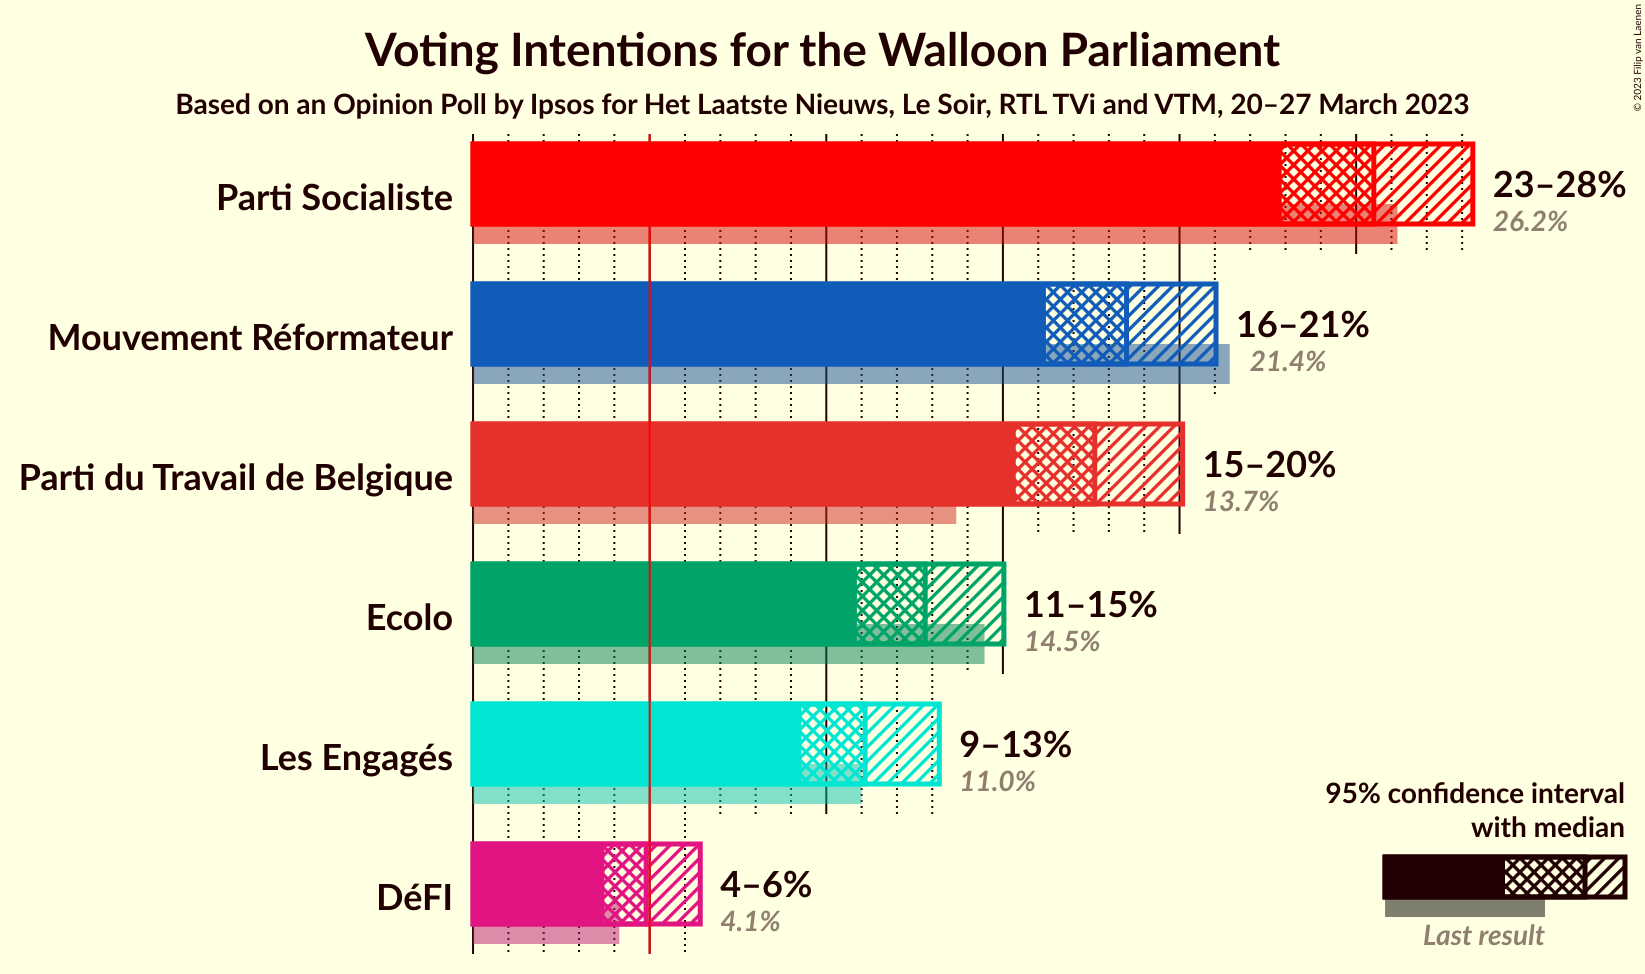 Voting Intentions for the Walloon Parliament
Based on an Opinion Poll by Ipsos for Het Laatste Nieuws, Le Soir, RTL TVi and VTM, 20–27 March 2023
© 2023 Filip van Laenen
Parti Socialiste
23–28%
26.2%
Mouvement Réformateur
16–21%
21.4%
Parti du Travail de Belgique
15–20%
13.7%
Ecolo
11–15%
14.5%
Les Engagés
9–13%
11.0%
DéFI
4–6%
4.1%
95% confidence interval
with median
Last result